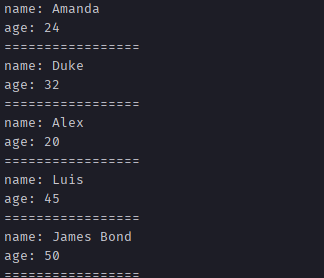 name: Amanda
age: 24
=================
name: Duke
age: 32
=================
name: Alex
age: 20
=================
name: Luis
age: 45
=================
name: James Bond
age: 50
=================